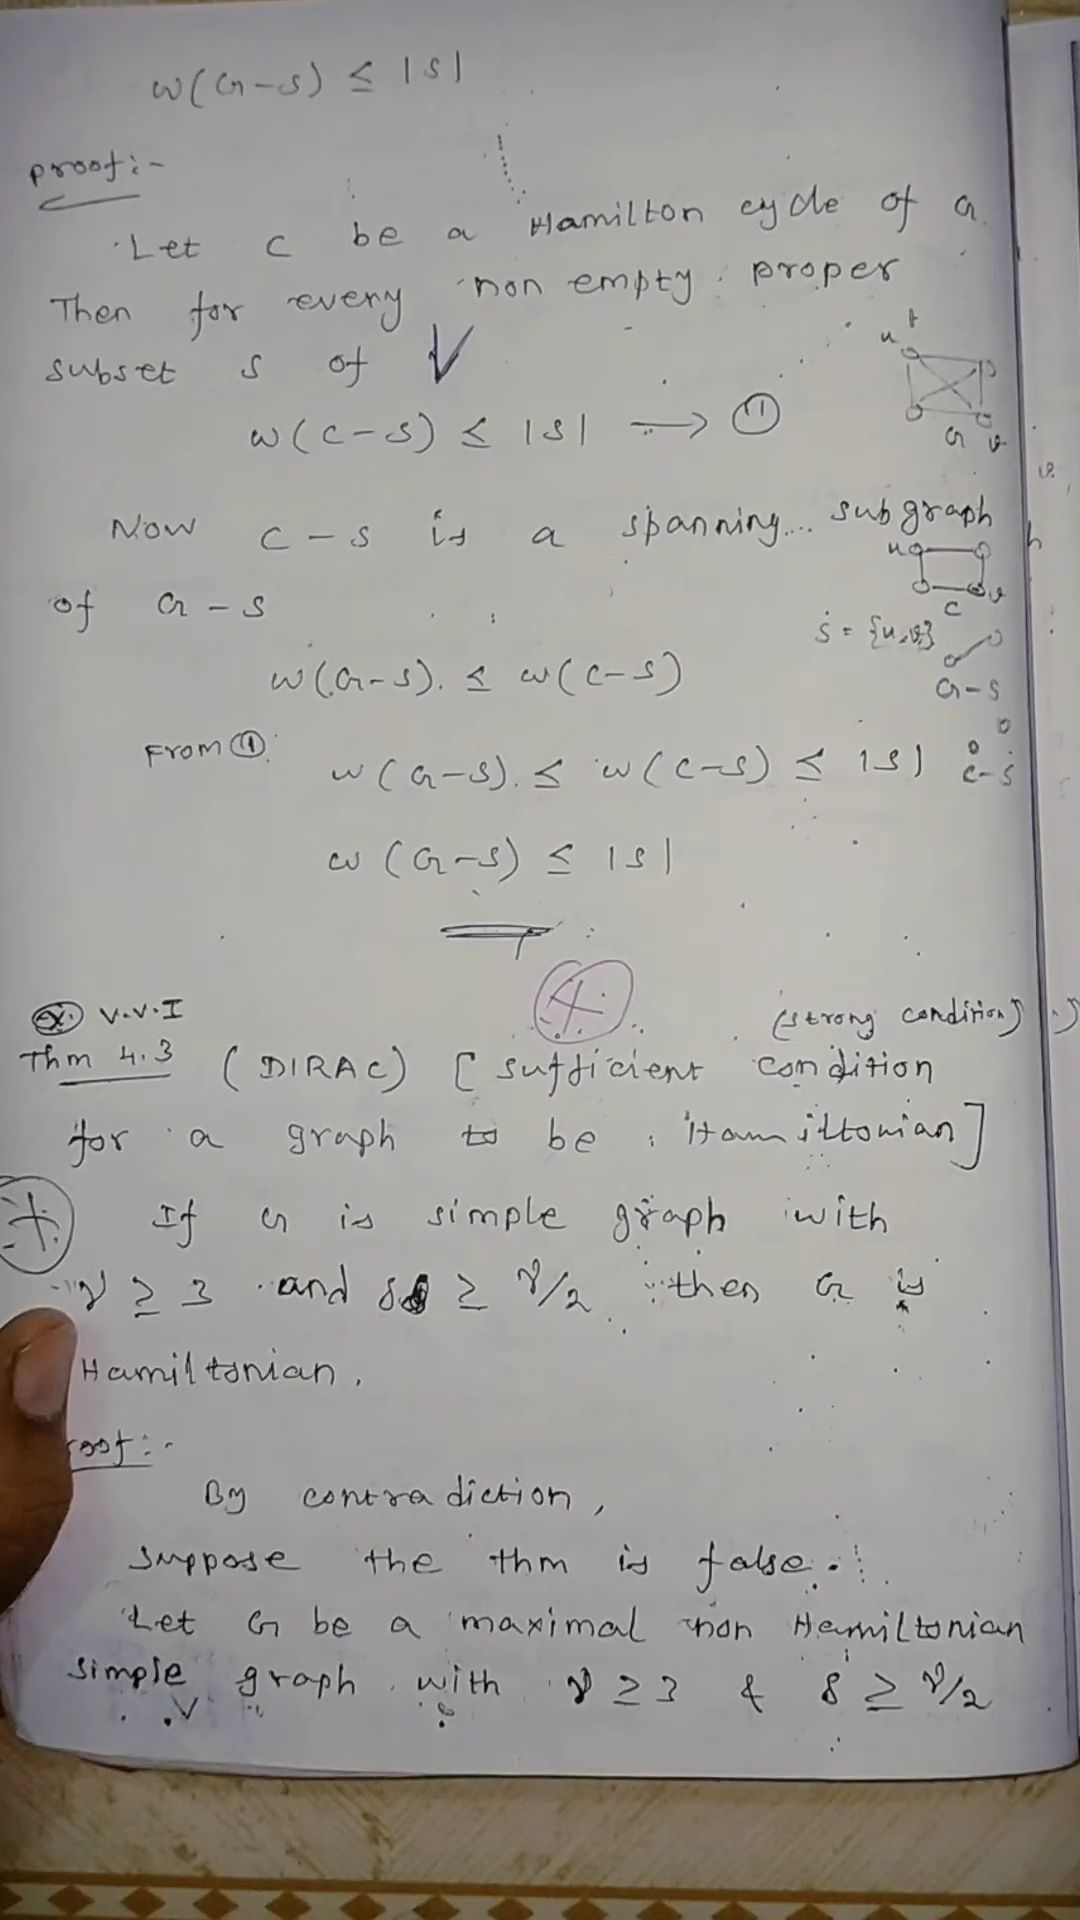 w(G-S) ≤ |S|
Proof:-
Let C be a Hamilton cycle of G.
Then for every non empty proper
subset S of V
w(C-S) ≤ |S| → ①
Now C-S is a spanning subgraph
of G-S
w(G-S) ≤ w(C-S)
From ①
w(G-S) ≤ w(C-S) ≤ |S|
w(G-S) ≤ |S|
u
G v
u
v
C
S = {u,v}
G-S
C-S
V.V.I
(strong condition)
Thm 4.3 (DIRAC) [Sufficient condition
for a graph to be Hamiltonian]
If G is simple graph with
γ ≥ 3 and δ ≥ γ/2 then G is
Hamiltonian.
roof:-
By contradiction,
Suppose the thm is false.
Let G be a maximal non Hamiltonian
simple graph with γ ≥ 3 & δ ≥ γ/2